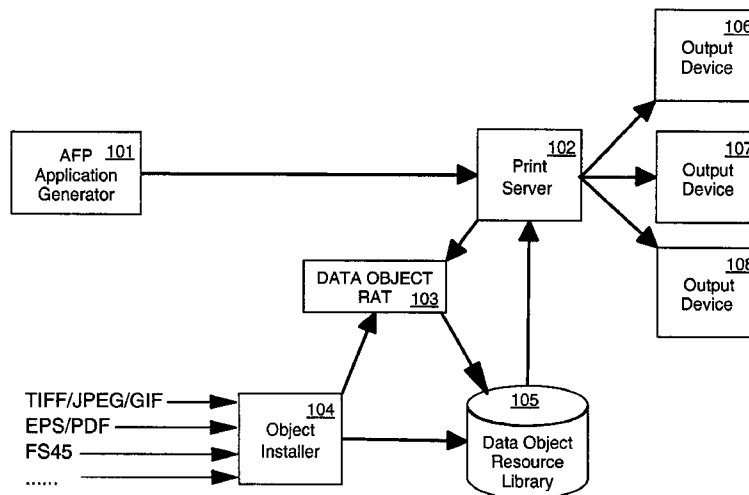 106
Output
Device
AFP 101
Application
Generator
102
Print
Server
107
Output
Device
108
Output
Device
DATA OBJECT
RAT 103
TIFF/JPEG/GIF
EPS/PDF
FS45
......
104
Object
Installer
105
Data Object
Resource
Library